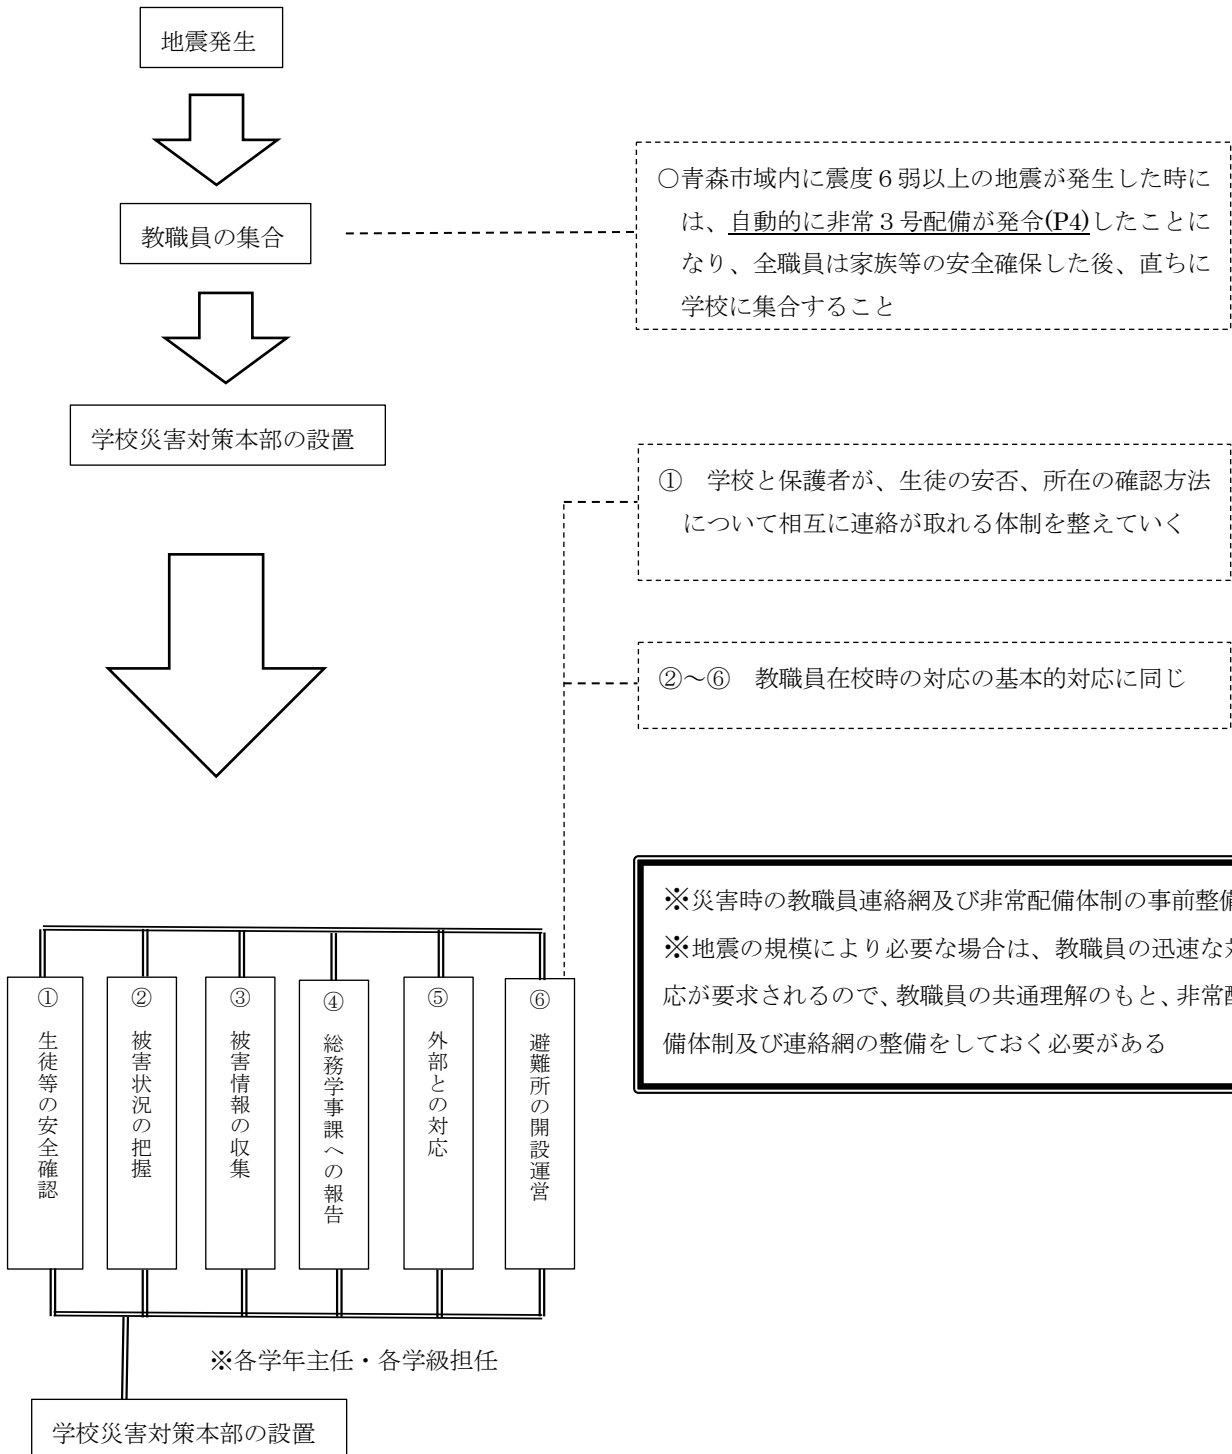 地震発生
教職員の集合
○青森市域内に震度６弱以上の地震が発生した時に
は、自動的に非常３号配備が発令(P4)したことに
なり、全職員は家族等の安全確保した後、直ちに
学校に集合すること
学校災害対策本部の設置
①　学校と保護者が、生徒の安否、所在の確認方法
について相互に連絡が取れる体制を整えていく
②～⑥　教職員在校時の対応の基本的対応に同じ
※災害時の教職員連絡網及び非常配備体制の事前整備
※地震の規模により必要な場合は、教職員の迅速な対
応が要求されるので、教職員の共通理解のもと、非常配
備体制及び連絡網の整備をしておく必要がある
①　生徒等の安全確認
②　被害状況の把握
③　被害情報の収集
④　総務学事課への報告
⑤　外部との対応
⑥　避難所の開設運営
※各学年主任・各学級担任
学校災害対策本部の設置